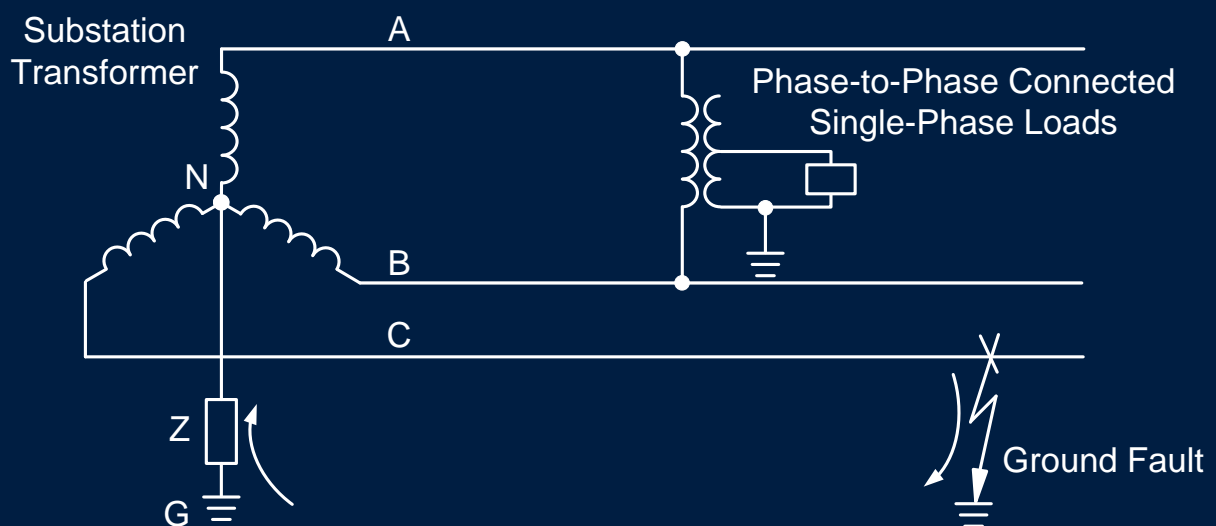 Substation
Transformer
A
Phase-to-Phase Connected
Single-Phase Loads
N
B
C
Z
Ground Fault
G